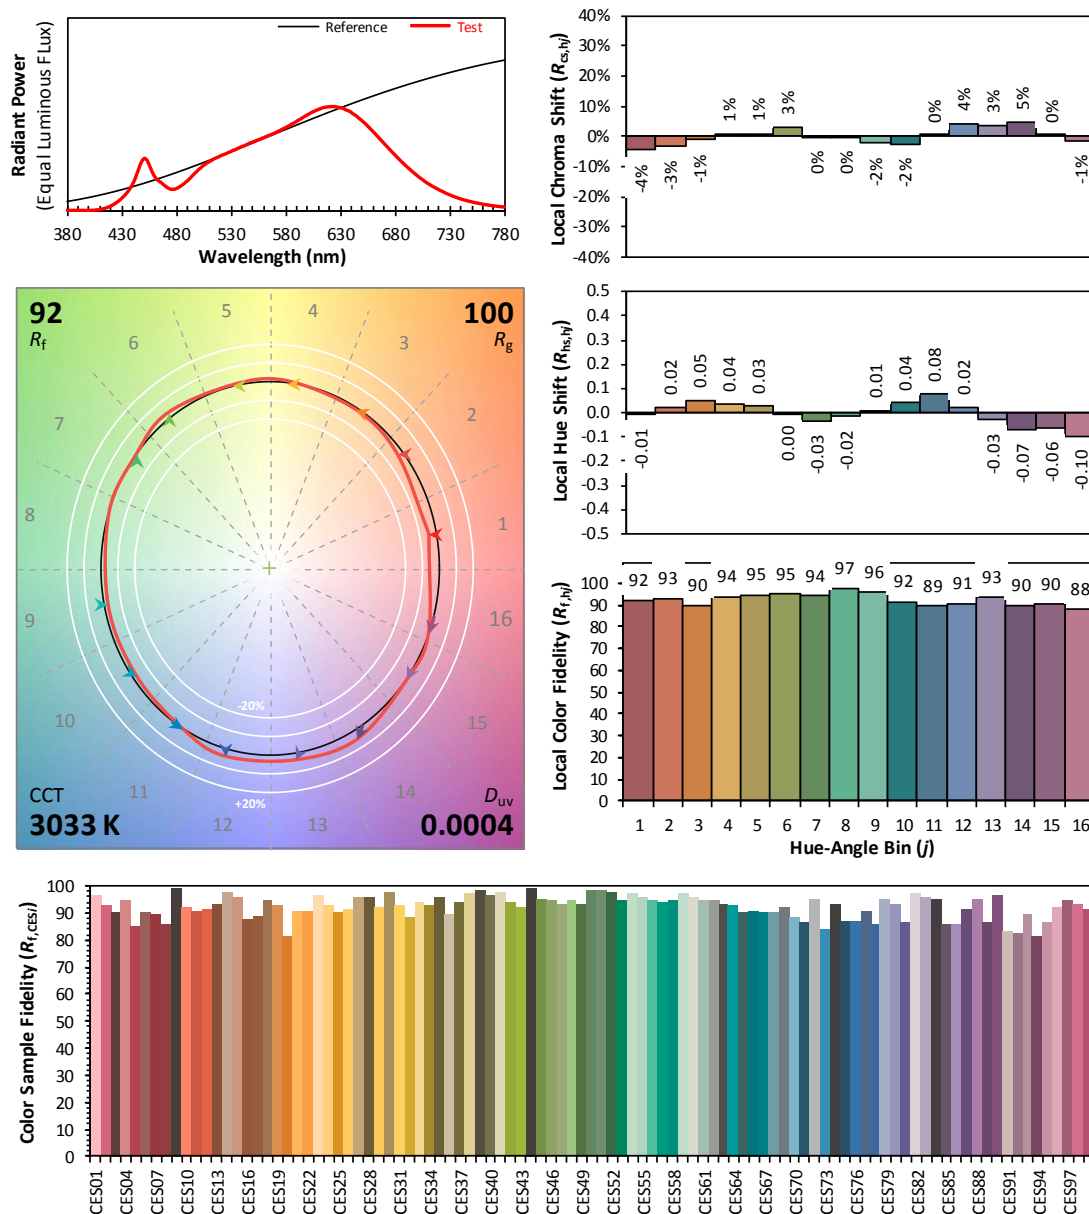 Radiant Power
(Equal Luminous FLux)
Reference
Test
380 430 480 530 580 630 680 730 780
Wavelength (nm)
Local Chroma Shift (Rcs,hj)
40%
30%
20%
10%
0%
-10%
-20%
-30%
-40%
-4% -3% -1% 1% 1% 3% 0% 0% -2% -2% 0% 4% 3% 5% 0% -1%
92
Rf
100
Rg
1 2 3 4 5 6 7 8 9 10 11 12 13 14 15 16
-20%
+20%
CCT
3033 K
Duv
0.0004
Local Hue Shift (Rhs,hj)
0.5
0.4
0.3
0.2
0.1
0.0
-0.1
-0.2
-0.3
-0.4
-0.5
-0.01 0.02 0.05 0.04 0.03 0.00 -0.03 -0.02 0.01 0.04 0.08 0.02 -0.03 -0.07 -0.06 -0.10
Local Color Fidelity (Rf,hj)
100
90
80
70
60
50
40
30
20
10
0
92 93 90 94 95 95 94 97 96 92 89 91 93 90 90 88
1 2 3 4 5 6 7 8 9 10 11 12 13 14 15 16
Hue-Angle Bin (j)
Color Sample Fidelity (Rf,CESi)
100
90
80
70
60
50
40
30
20
10
0
CES01 CES04 CES07 CES10 CES13 CES16 CES19 CES22 CES25 CES28 CES31 CES34 CES37 CES40 CES43 CES46 CES49 CES52 CES55 CES58 CES61 CES64 CES67 CES70 CES73 CES76 CES79 CES82 CES85 CES88 CES91 CES94 CES97